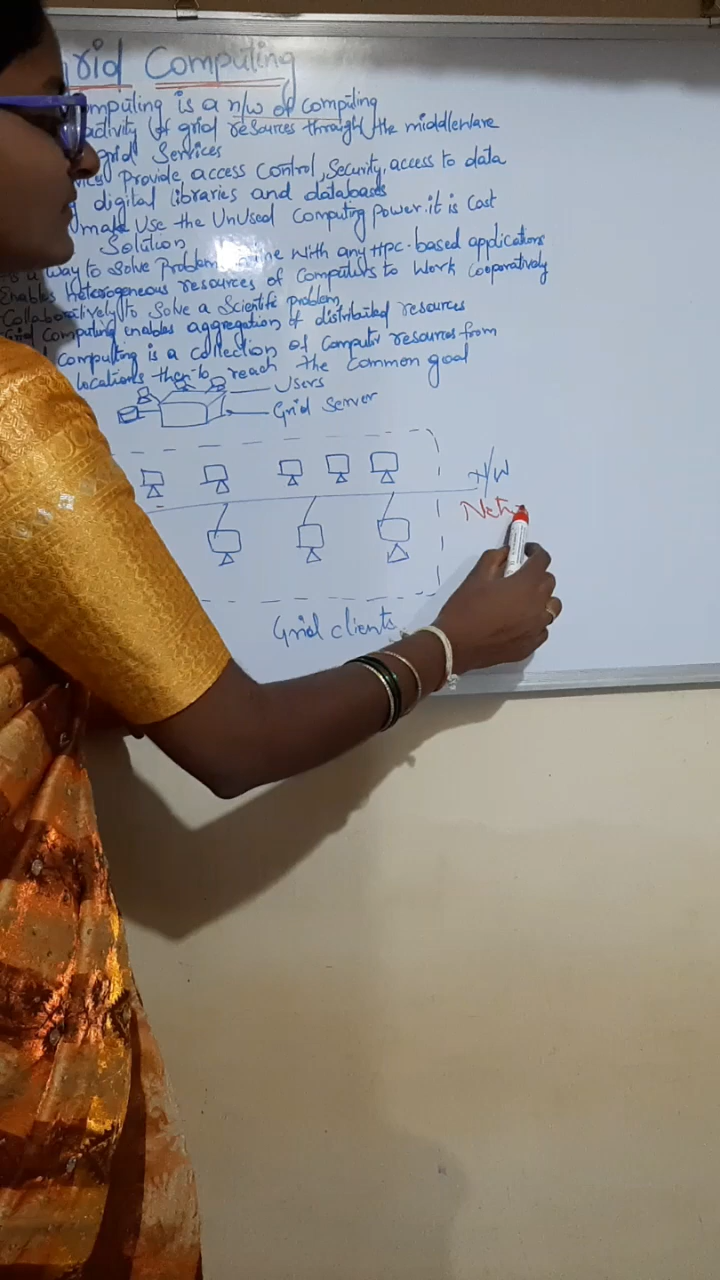 rid Computing
mputing is a n/w of computing
activity of grid resources through the middleware
grid Services
provide access control, Security, access to data
digital libraries and databases
make Use the UnUsed Computing power. it is Cost
Solution
is a way to Solve Problem line with any HPC-based applications
Enables heterogeneous resources of Computers to Work Cooperatively
Collaboratively to Solve a Scientific problem
Grid Computing enables aggregation of distributed resources
computing is a collection of computer resources from
locations to reach the common goal
Users
Grid Server
N/W
Netw
Grid clients